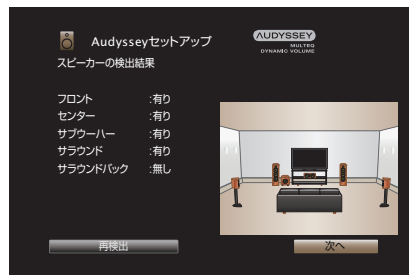 Audysseyセットアップ
AUDYSSEY
MULTEQ
DYNAMIC VOLUME
スピーカーの検出結果
フロント :有り
センター :有り
サブウーハー :有り
サラウンド :有り
サラウンドバック :無し
再検出
次へ